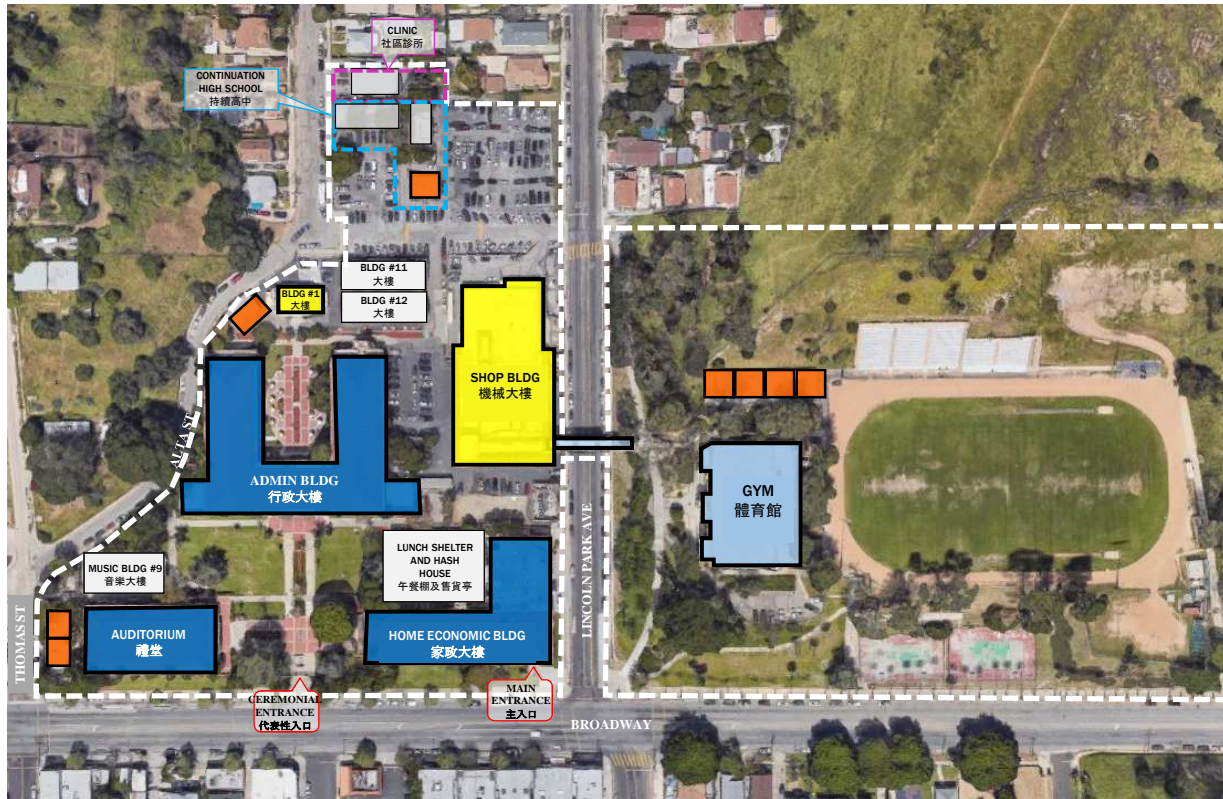 CLINIC
社區診所
CONTINUATION
HIGH SCHOOL
持續高中
BLDG #11
大樓
BLDG #1
大樓
BLDG #12
大樓
SHOP BLDG
機械大樓
ALTA ST
ADMIN BLDG
行政大樓
GYM
體育館
LUNCH SHELTER
AND HASH
HOUSE
午餐棚及售貨亭
MUSIC BLDG #9
音樂大樓
LINCOLN PARK AVE
THOMAS ST
AUDITORIUM
禮堂
HOME ECONOMIC BLDG
家政大樓
CEREMONIAL
ENTRANCE
代表性入口
MAIN
ENTRANCE
主入口
BROADWAY